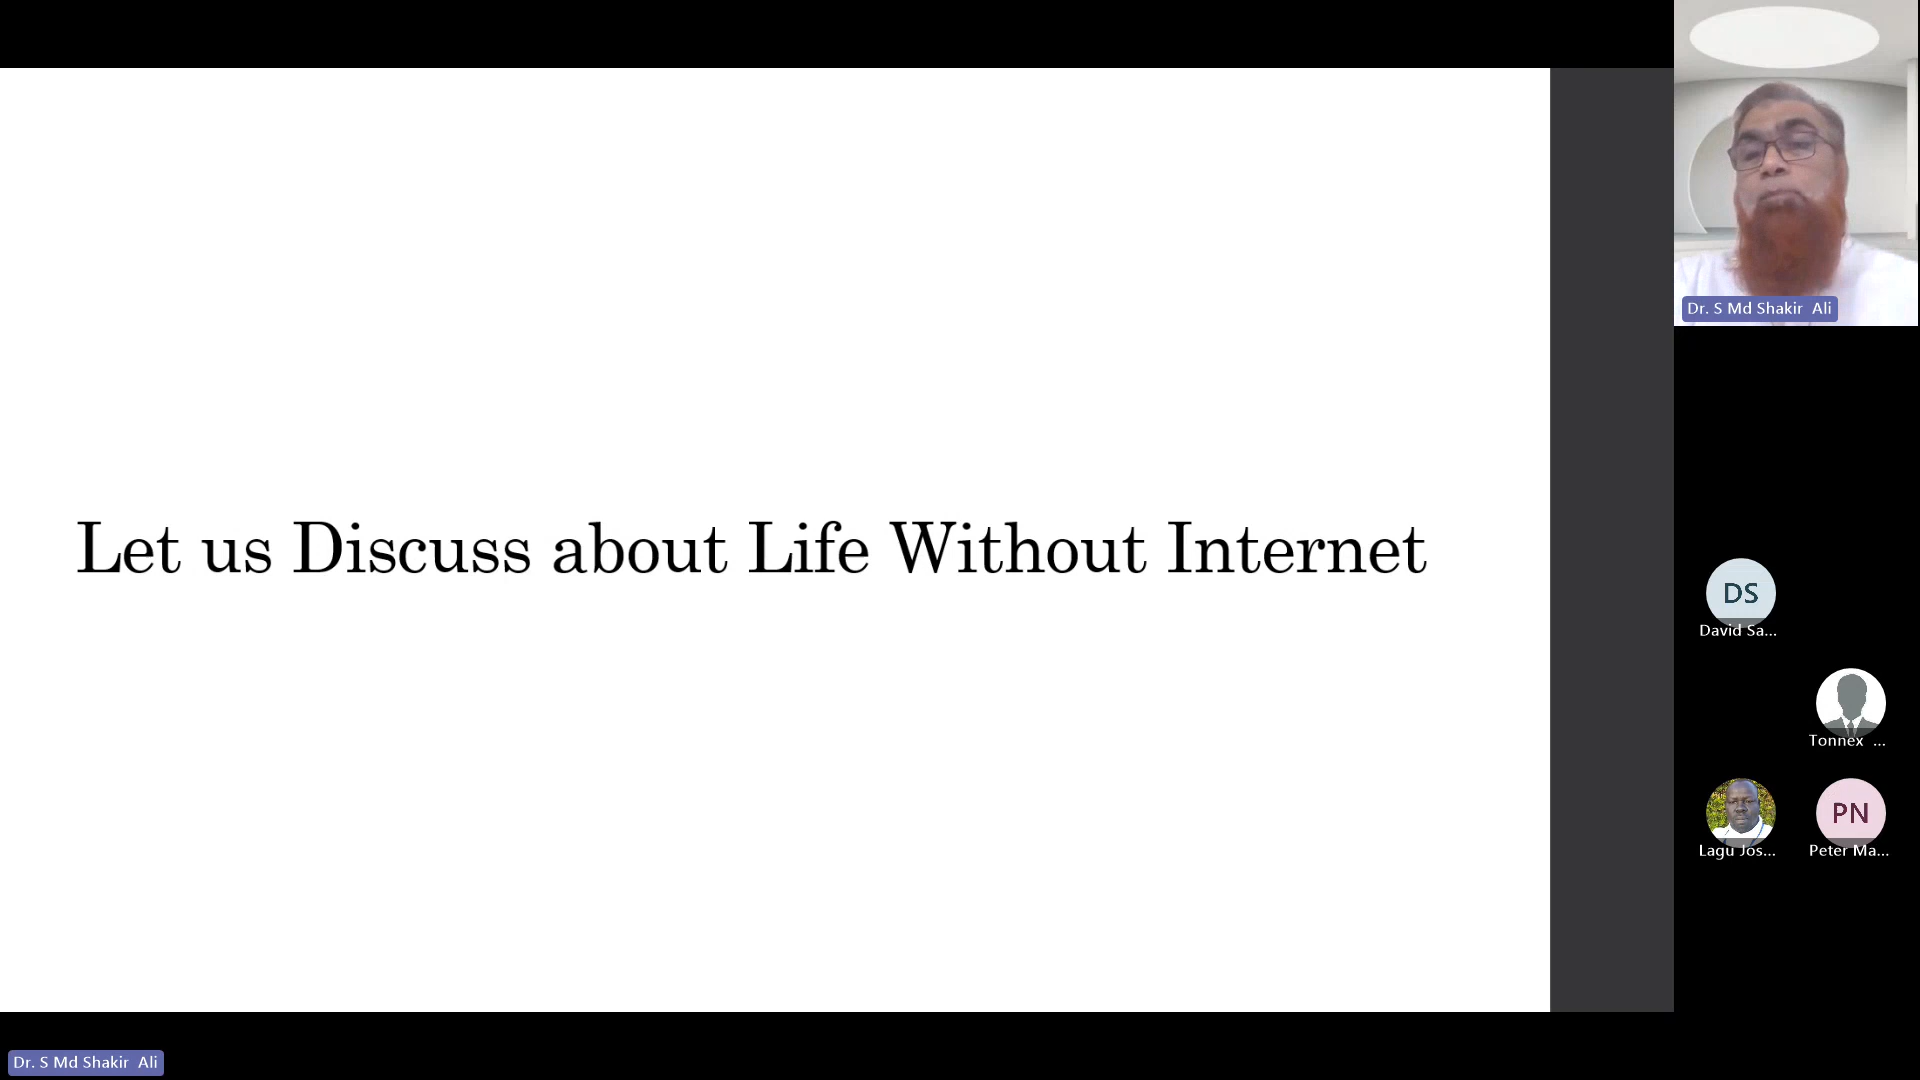 Let us Discuss about Life Without Internet
Dr. S Md Shakir Ali
DS
David Sa...
Tonnex ...
Lagu Jos...
PN
Peter Ma...
Dr. S Md Shakir Ali